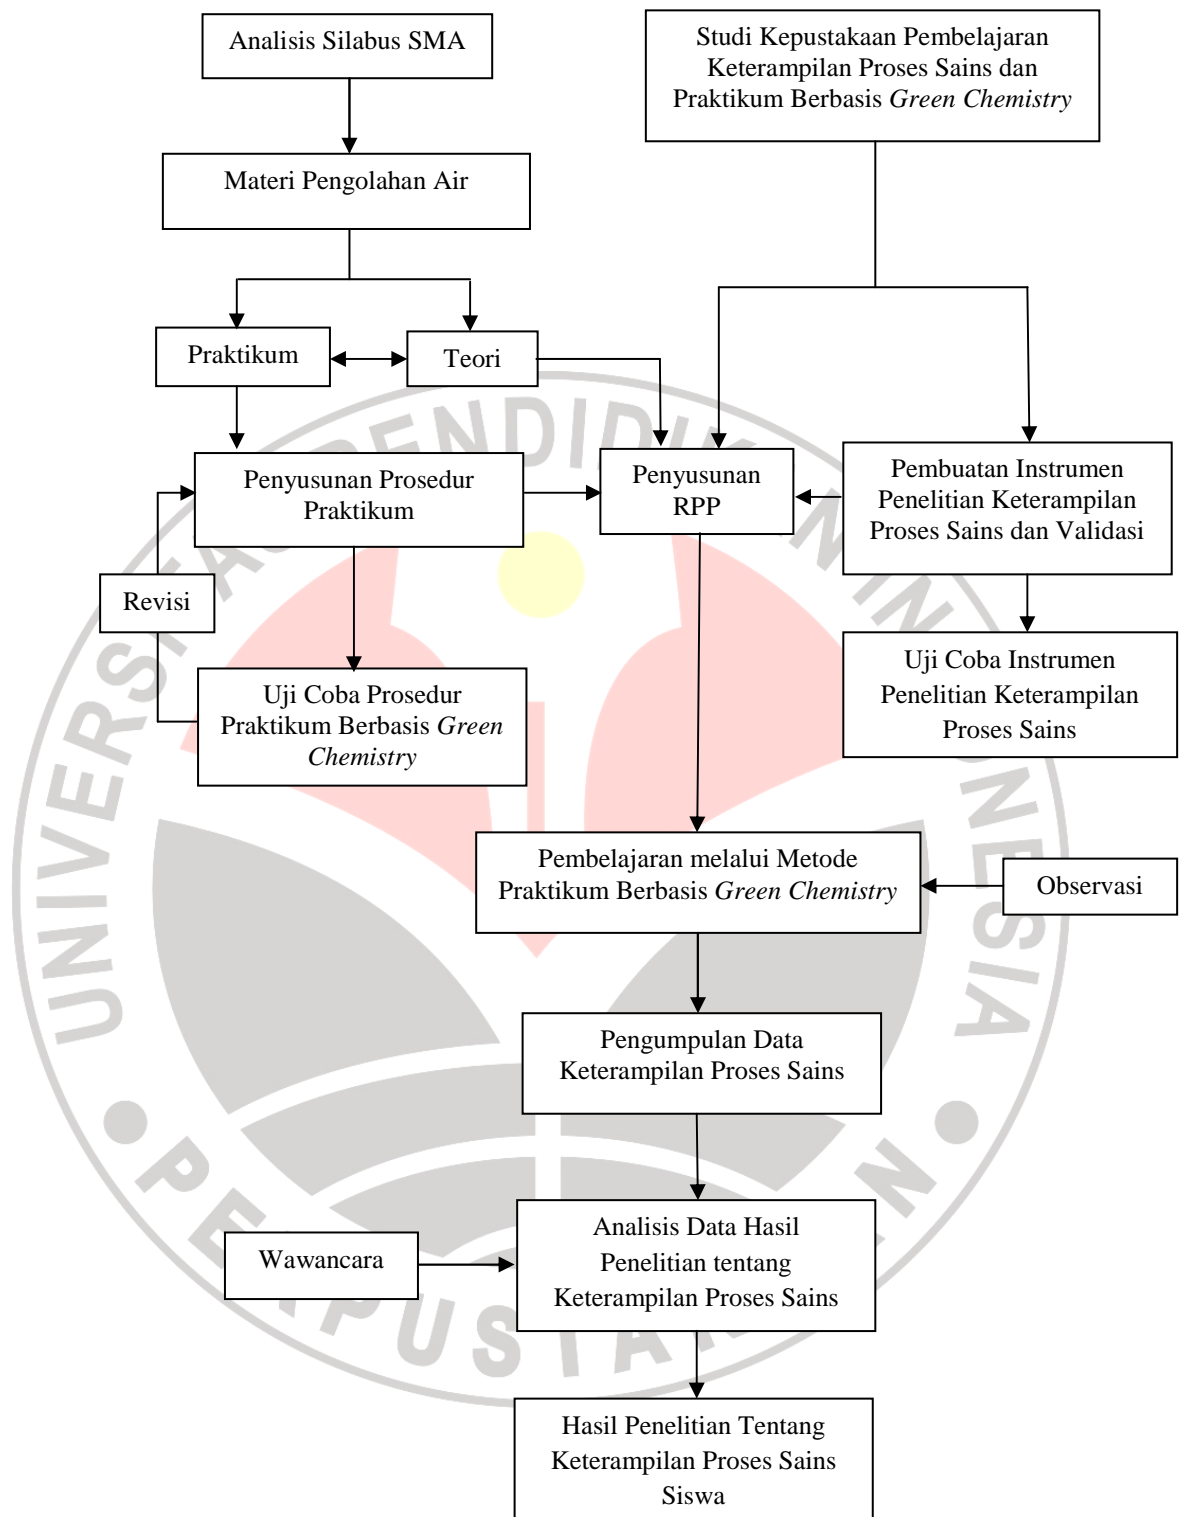 Analisis Silabus SMA
Studi Kepustakaan Pembelajaran
Keterampilan Proses Sains dan
Praktikum Berbasis Green Chemistry
Materi Pengolahan Air
Praktikum
Teori
Penyusunan Prosedur
Praktikum
Penyusunan
RPP
Pembuatan Instrumen
Penelitian Keterampilan
Proses Sains dan Validasi
Revisi
Uji Coba Prosedur
Praktikum Berbasis Green
Chemistry
Uji Coba Instrumen
Penelitian Keterampilan
Proses Sains
Pembelajaran melalui Metode
Praktikum Berbasis Green Chemistry
Observasi
Pengumpulan Data
Keterampilan Proses Sains
Analisis Data Hasil
Penelitian tentang
Keterampilan Proses Sains
Wawancara
Hasil Penelitian Tentang
Keterampilan Proses Sains
Siswa
UNIVERSITAS PENDIDIKAN INDONESIA
PERPUSTAKAAN